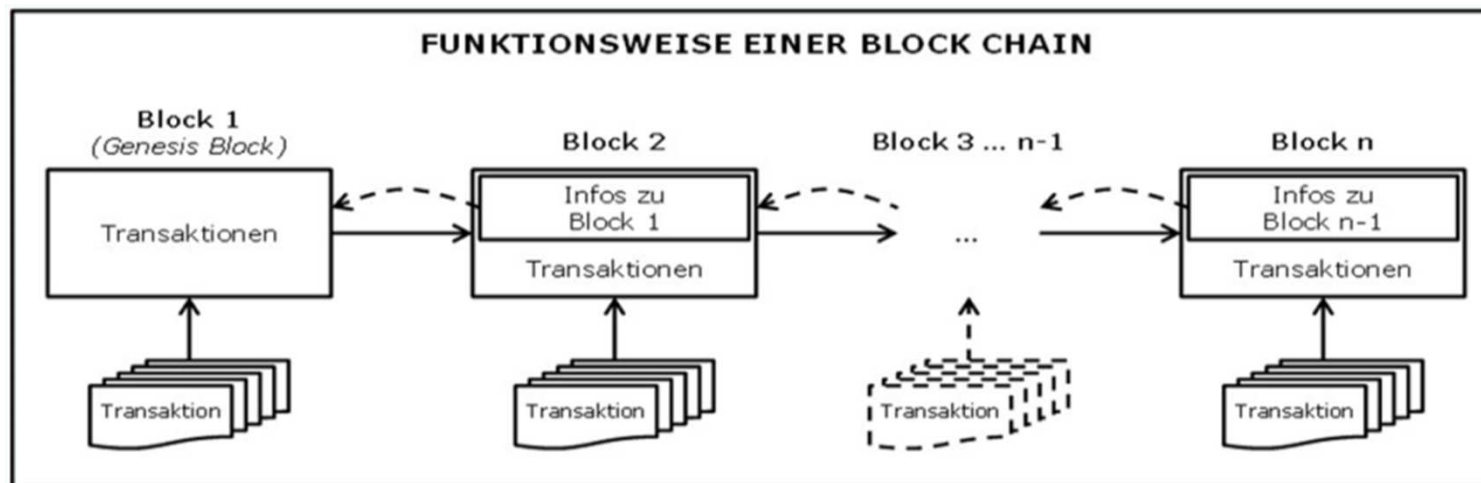 FUNKTIONSWEISE EINER BLOCK CHAIN
Block 1
(Genesis Block)
Block 2
Block 3 ... n-1
Block n
Transaktionen
Infos zu
Block 1
Transaktionen
...
Infos zu
Block n-1
Transaktionen
Transaktion
Transaktion
Transaktion
Transaktion